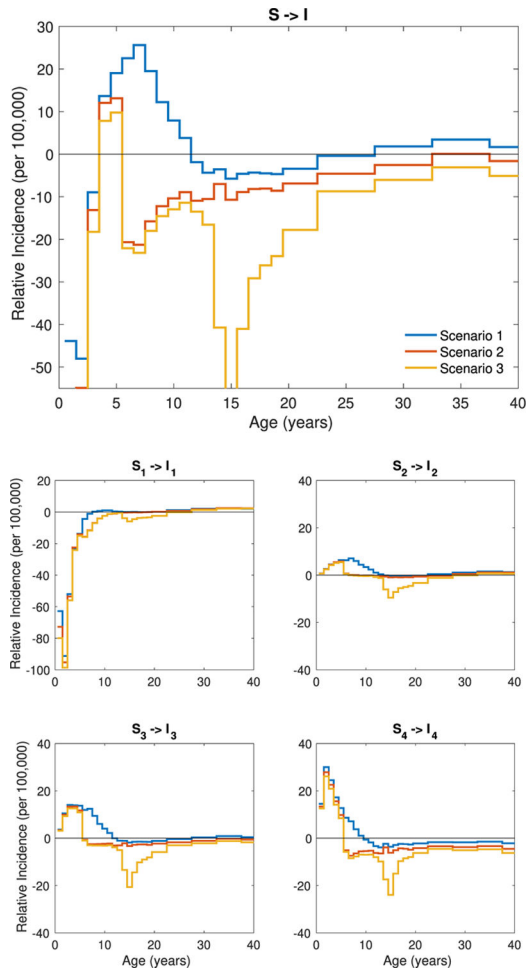 S -> I
Relative Incidence (per 100,000)
30
20
10
0
-10
-20
-30
-40
-50
0 5 10 15 20 25 30 35 40
Age (years)
Scenario 1
Scenario 2
Scenario 3
S1 -> I1
Relative Incidence (per 100,000)
20
0
-20
-40
-60
-80
-100
0 10 20 30 40
S2 -> I2
40
20
0
-20
-40
0 10 20 30 40
S3 -> I3
Relative Incidence (per 100,000)
40
20
0
-20
-40
0 10 20 30 40
Age (years)
S4 -> I4
40
20
0
-20
-40
0 10 20 30 40
Age (years)